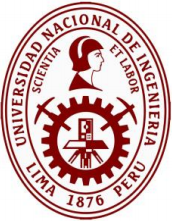 UNIVERSIDAD NACIONAL DE INGENIERIA
SCIENTIA ET LABOR
LIMA 1876 PERU